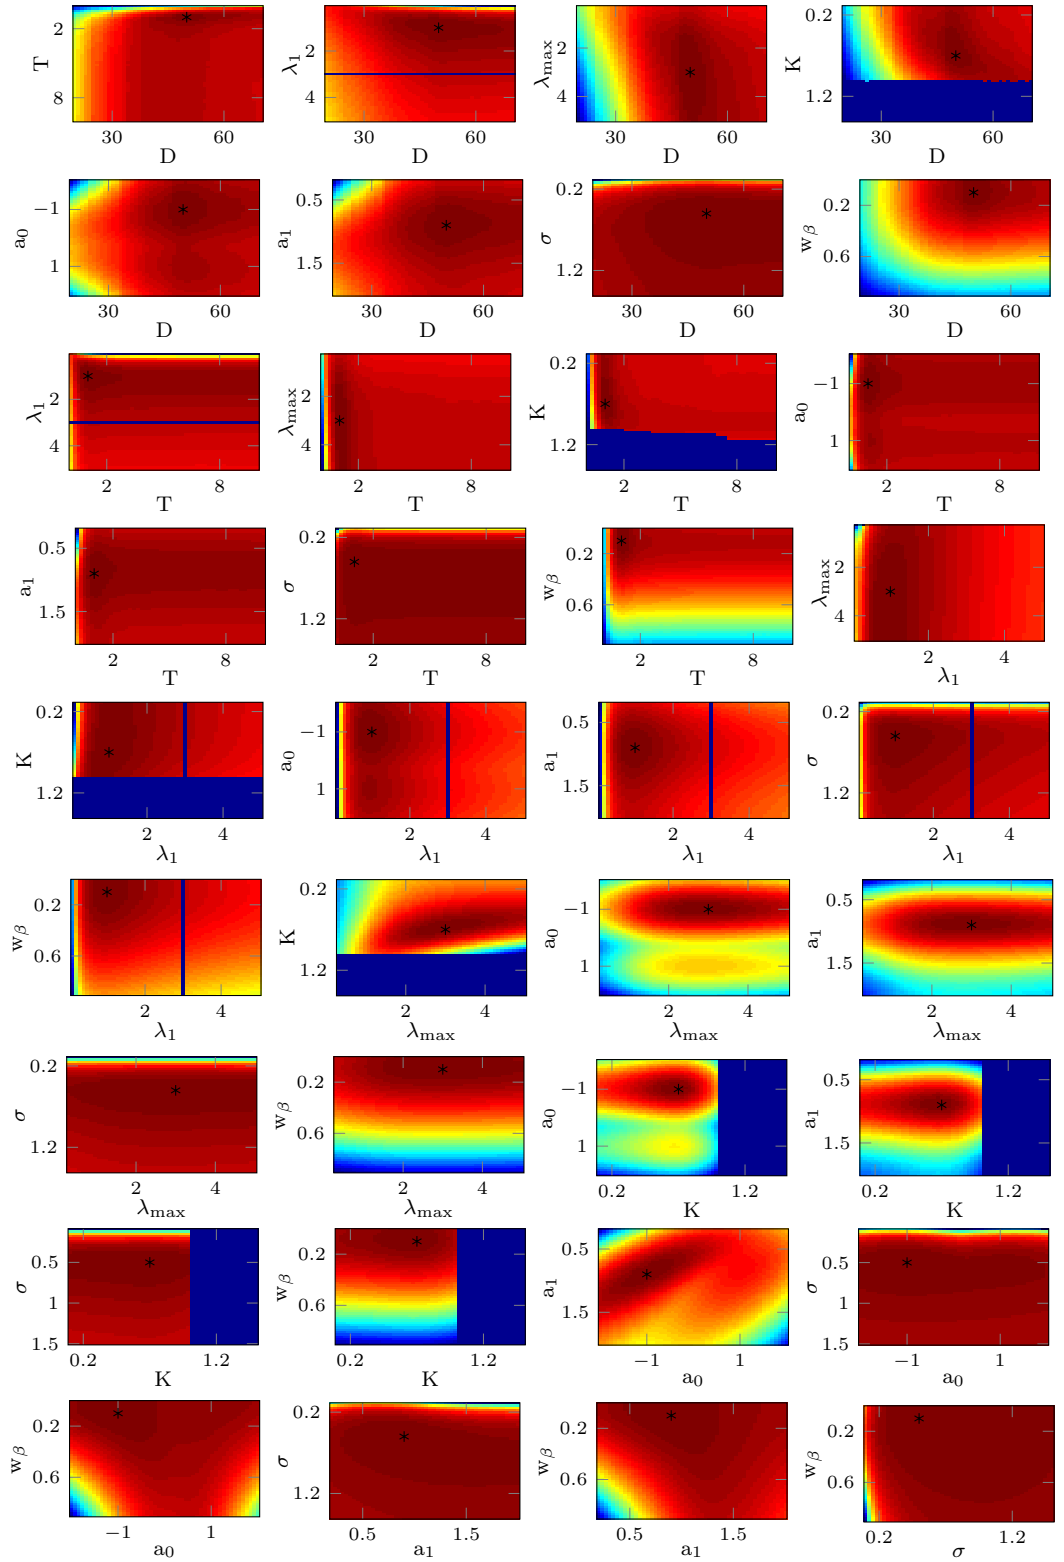 T 2 8 30 60 D
λ1 2 4 30 60 D
λmax 2 4 30 60 D
K 0.2 1.2 30 60 D
a0 −1 1 30 60 D
a1 0.5 1.5 30 60 D
σ 0.2 1.2 30 60 D
wβ 0.2 0.6 30 60 D
λ1 2 4 2 8 T
λmax 2 4 2 8 T
K 0.2 1.2 2 8 T
a0 −1 1 2 8 T
a1 0.5 1.5 2 8 T
σ 0.2 1.2 2 8 T
wβ 0.2 0.6 2 8 T
λmax 2 4 2 4 λ1
K 0.2 1.2 2 4 λ1
a0 −1 1 2 4 λ1
a1 0.5 1.5 2 4 λ1
σ 0.2 1.2 2 4 λ1
wβ 0.2 0.6 2 4 λ1
K 0.2 1.2 2 4 λmax
a0 −1 1 2 4 λmax
a1 0.5 1.5 2 4 λmax
σ 0.2 1.2 2 4 λmax
wβ 0.2 0.6 2 4 λmax
a0 −1 1 0.2 1.2 K
a1 0.5 1.5 0.2 1.2 K
σ 0.5 1 1.5 0.2 1.2 K
wβ 0.2 0.6 0.2 1.2 K
a1 0.5 1.5 −1 1 a0
σ 0.5 1 1.5 −1 1 a0
wβ 0.2 0.6 −1 1 a0
σ 0.2 1.2 0.5 1.5 a1
wβ 0.2 0.6 0.5 1.5 a1
wβ 0.2 0.6 0.2 1.2 σ